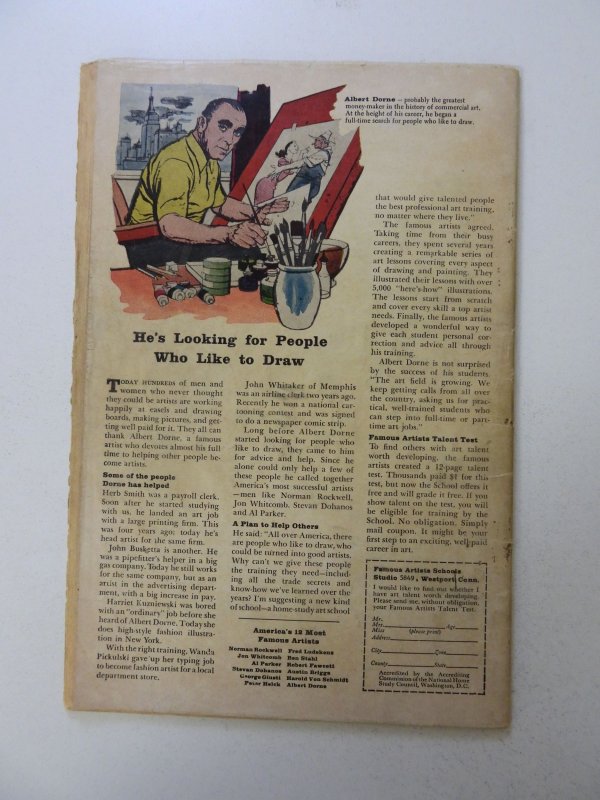 Albert Dorne — probably the greatest
money-maker in the history of commercial art.
At the height of his career, he began a
full-time search for people who like to draw.
He's Looking for People
Who Like to Draw
TODAY HUNDREDS of men and
women who never thought
they could be artists are working
happily at easels and drawing
boards, making pictures, and get-
ting well paid for it. They all can
thank Albert Dorne, a famous
artist who devotes almost his full
time to helping other people be-
come artists.
Some of the people
Dorne has helped
Herb Smith was a payroll clerk.
Soon after he started studying
with us, he landed an art job
with a large printing firm. This
was four years ago; today he's
head artist for the same firm.
John Busketta is another. He
was a pipefitter's helper in a big
gas company. Today he still works
for the same company, but as an
artist in the advertising depart-
ment, with a big increase in pay.
Harriet Kuzniewski was bored
with an "ordinary" job before she
heard of Albert Dorne. Today she
does high-style fashion illustra-
tion in New York.
With the right training, Wanda
Pickulski gave up her typing job
to become fashion artist for a local
department store.
John Whitaker of Memphis
was an airline clerk two years ago.
Recently he won a national car-
tooning contest and was signed
to do a newspaper comic strip.
Long before Albert Dorne
started looking for people who
like to draw, they came to him
for advice and help. Since he
alone could only help a few of
these people he called together
America's most successful artists
—men like Norman Rockwell,
Jon Whitcomb, Stevan Dohanos
and Al Parker.
A Plan to Help Others
He said: "All over America, there
are people who like to draw, who
could be turned into good artists.
Why can't we give these people
the training they need—includ-
ing all the trade secrets and
know-how we've learned over the
years? I'm suggesting a new kind
of school—a home-study art school
America's 12 Most
Famous Artists
Norman Rockwell Fred Ludekens
Jon Whitcomb Ben Stahl
Al Parker Robert Fawcett
Stevan Dohanos Austin Briggs
George Giusti Harold Von Schmidt
Peter Helck Albert Dorne
that would give talented people
the best professional art training,
no matter where they live."
The famous artists agreed.
Taking time from their busy
careers, they spent several years
creating a remarkable series of
art lessons covering every aspect
of drawing and painting. They
illustrated their lessons with over
5,000 "here's-how" illustrations.
The lessons start from scratch
and cover every skill a top artist
needs. Finally, the famous artists
developed a wonderful way to
give each student personal cor-
rection and advice all through
his training.
Albert Dorne is not surprised
by the success of his students.
"The art field is growing. We
keep getting calls from all over
the country, asking us for prac-
tical, well-trained students who
can step into full-time or part-
time art jobs."
Famous Artists Talent Test
To find others with art talent
worth developing, the famous
artists created a 12-page talent
test. Thousands paid $1 for this
test, but now the School offers it
free and will grade it free. If you
show talent on the test, you will
be eligible for training by the
School. No obligation. Simply
mail coupon. It might be your
first step to an exciting, well-paid
career in art.
Famous Artists Schools
Studio 5849, Westport, Conn.
I would like to find out whether I
have art talent worth developing.
Please send me, without obligation,
your Famous Artists Talent Test.
Mr.
Mrs. Age
Miss (please print)
Address
City Zone
County State
Accredited by the Accrediting
Commission of the National Home
Study Council, Washington, D.C.